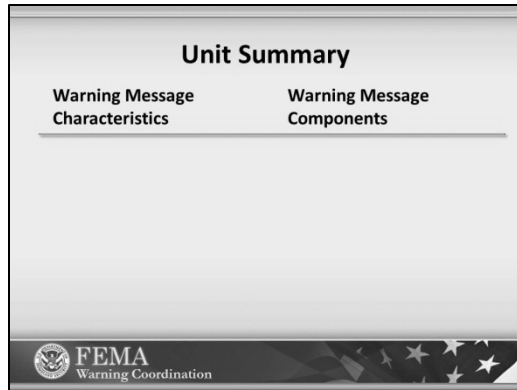 Unit Summary
Warning Message
Characteristics
Warning Message
Components
FEMA
Warning Coordination